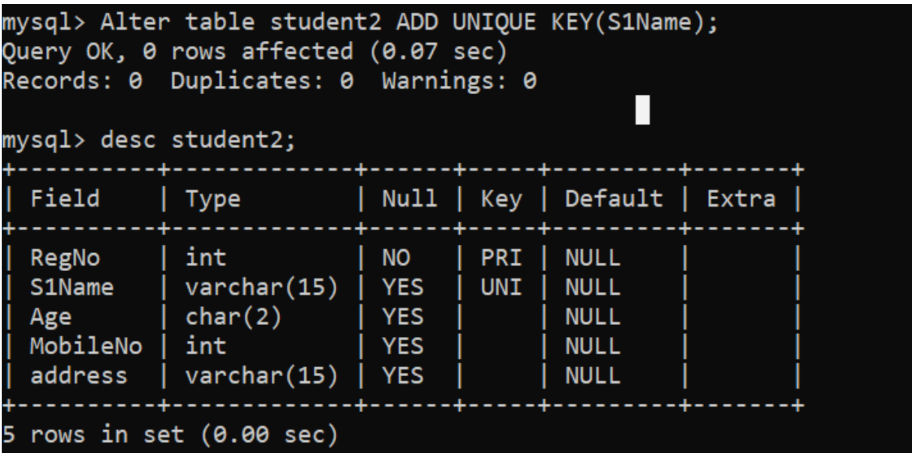 mysql> Alter table student2 ADD UNIQUE KEY(S1Name);
Query OK, 0 rows affected (0.07 sec)
Records: 0  Duplicates: 0  Warnings: 0
mysql> desc student2;
+----------+-------------+------+-----+---------+-------+
| Field    | Type        | Null | Key | Default | Extra |
+----------+-------------+------+-----+---------+-------+
| RegNo    | int         | NO   | PRI | NULL    |       |
| S1Name   | varchar(15) | YES  | UNI | NULL    |       |
| Age      | char(2)     | YES  |     | NULL    |       |
| MobileNo | int         | YES  |     | NULL    |       |
| address  | varchar(15) | YES  |     | NULL    |       |
+----------+-------------+------+-----+---------+-------+
5 rows in set (0.00 sec)